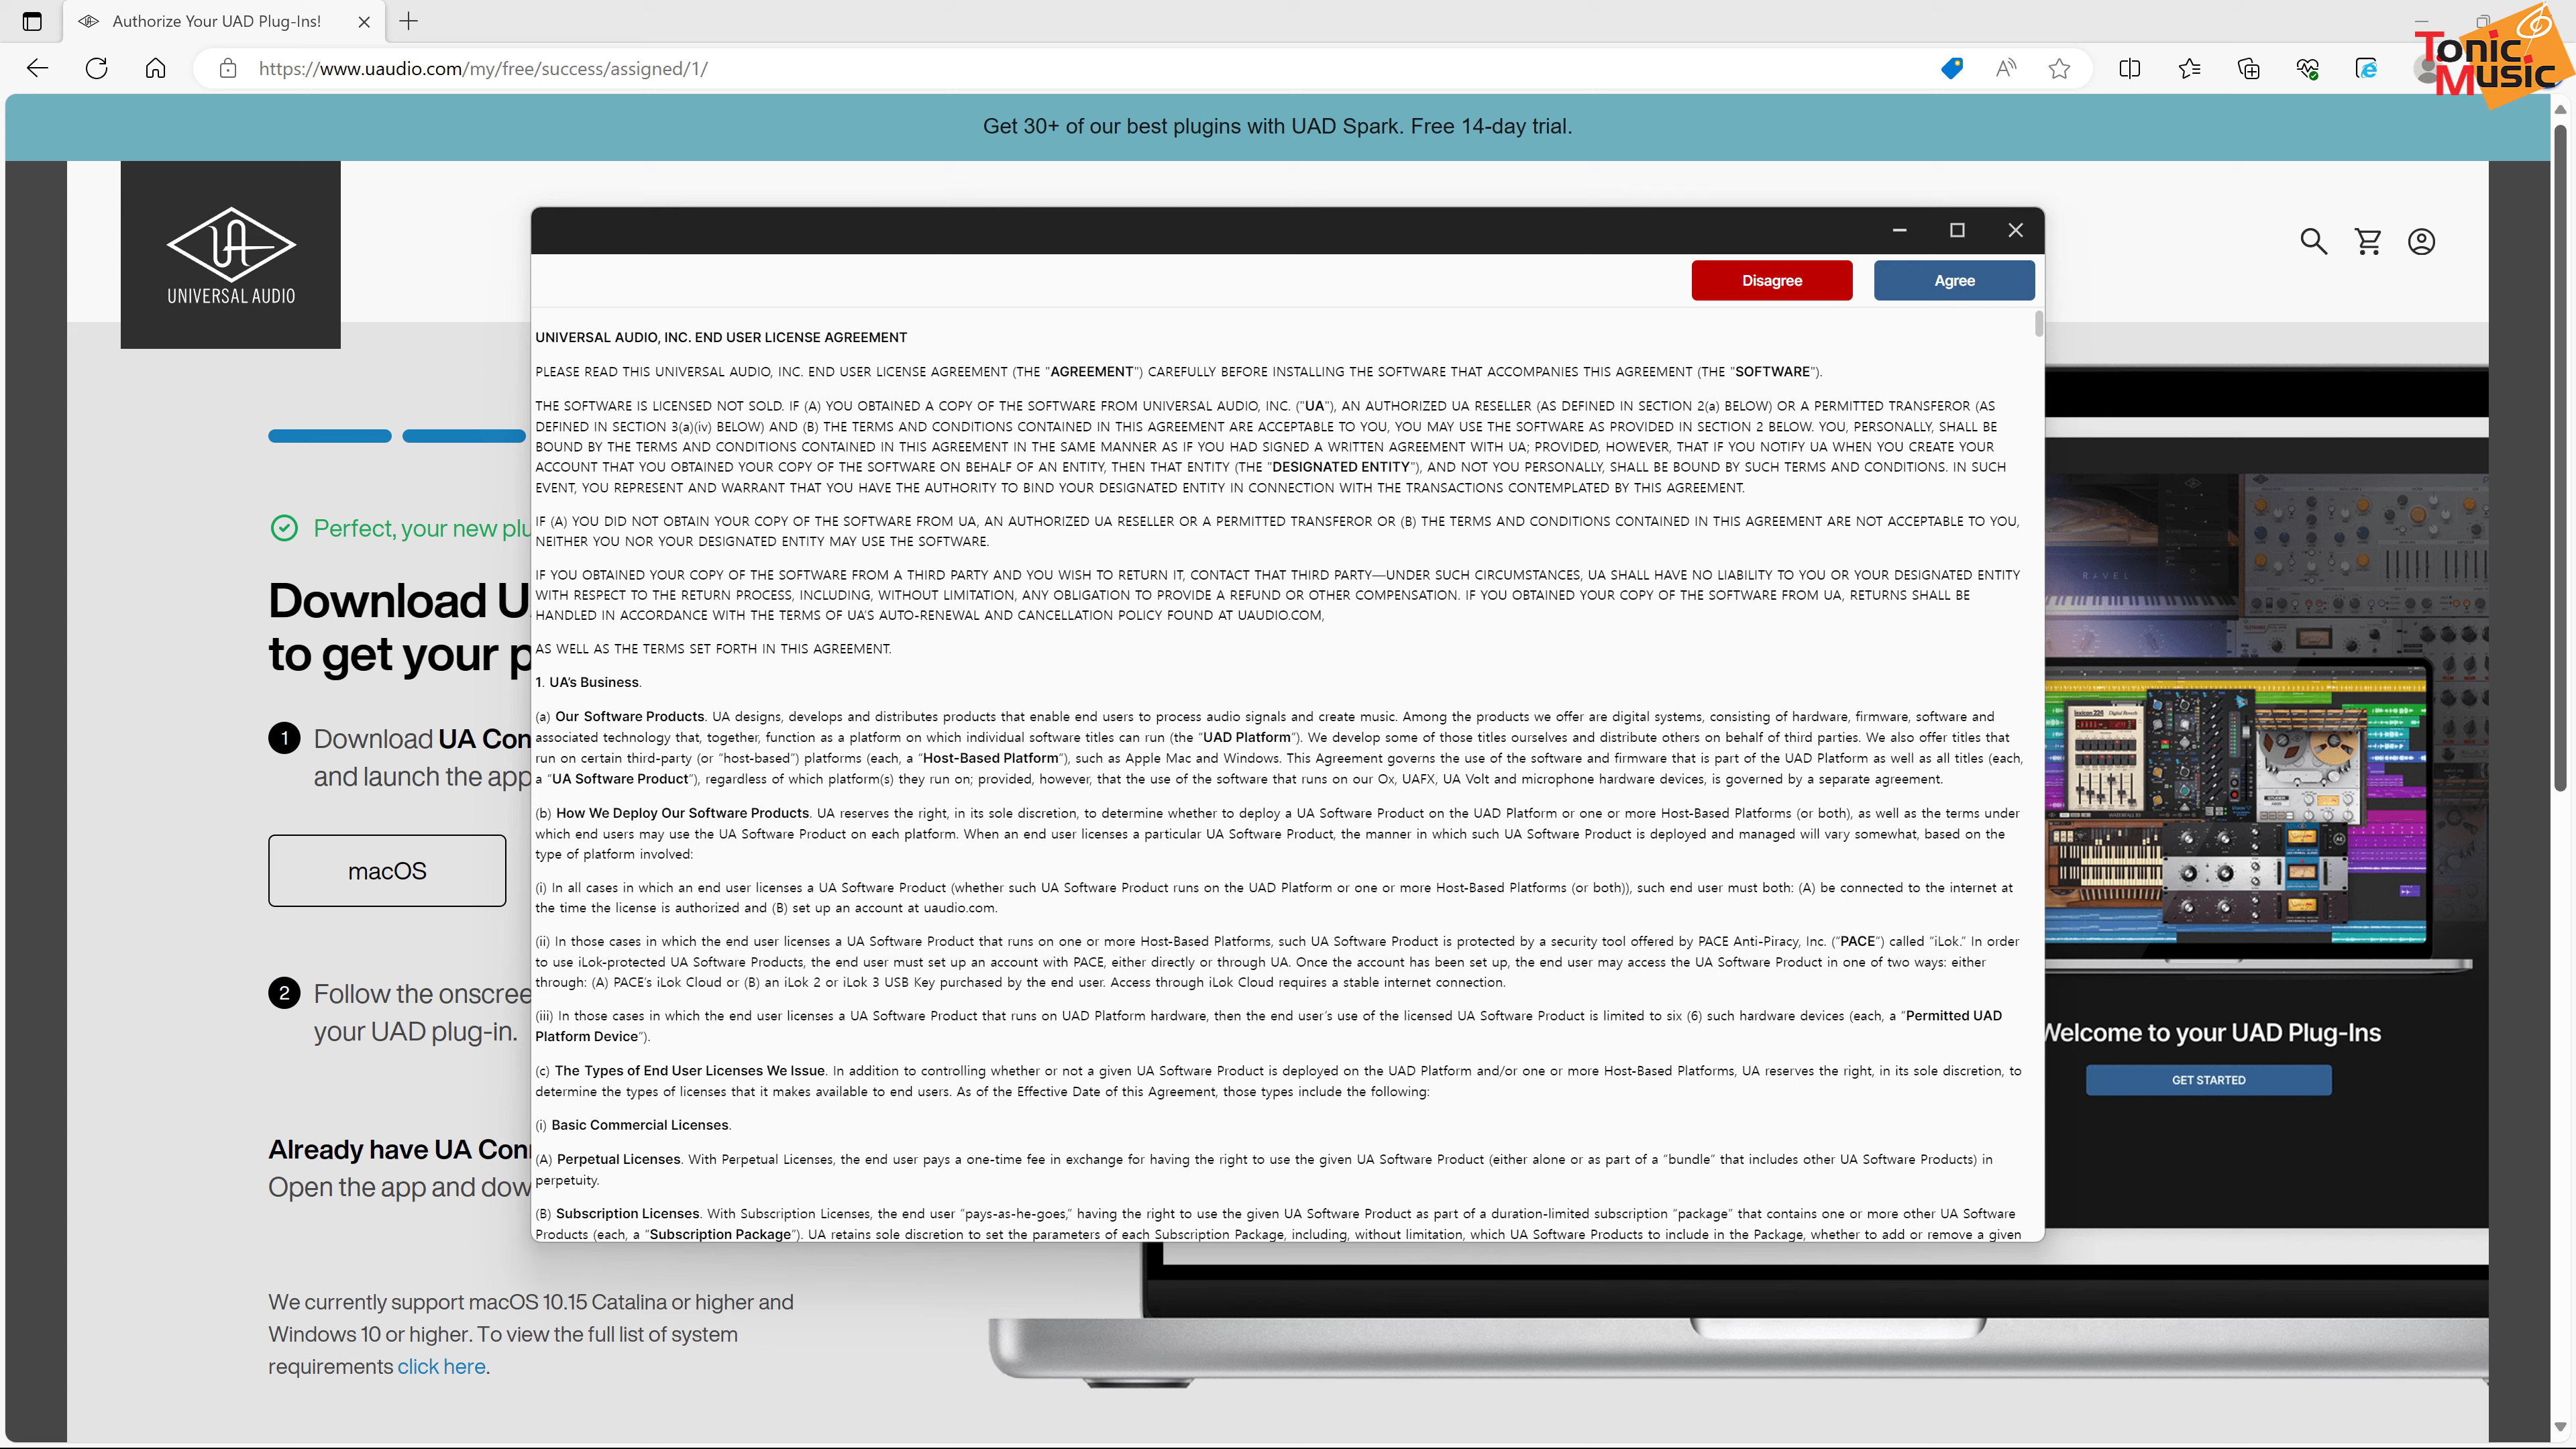 Authorize Your UAD Plug-Ins!
https://www.uaudio.com/my/free/success/assigned/1/
Tonic
Music
Get 30+ of our best plugins with UAD Spark. Free 14-day trial.
UNIVERSAL AUDIO
Disagree
Agree
UNIVERSAL AUDIO, INC. END USER LICENSE AGREEMENT
PLEASE READ THIS UNIVERSAL AUDIO, INC. END USER LICENSE AGREEMENT (THE "AGREEMENT") CAREFULLY BEFORE INSTALLING THE SOFTWARE THAT ACCOMPANIES THIS AGREEMENT (THE "SOFTWARE").
THE SOFTWARE IS LICENSED NOT SOLD. IF (A) YOU OBTAINED A COPY OF THE SOFTWARE FROM UNIVERSAL AUDIO, INC. ("UA"), AN AUTHORIZED UA RESELLER (AS DEFINED IN SECTION 2(a) BELOW) OR A PERMITTED TRANSFEROR (AS
DEFINED IN SECTION 3(a)(iv) BELOW) AND (B) THE TERMS AND CONDITIONS CONTAINED IN THIS AGREEMENT ARE ACCEPTABLE TO YOU, YOU MAY USE THE SOFTWARE AS PROVIDED IN SECTION 2 BELOW. YOU, PERSONALLY, SHALL BE
BOUND BY THE TERMS AND CONDITIONS CONTAINED IN THIS AGREEMENT IN THE SAME MANNER AS IF YOU HAD SIGNED A WRITTEN AGREEMENT WITH UA; PROVIDED, HOWEVER, THAT IF YOU NOTIFY UA WHEN YOU CREATE YOUR
ACCOUNT THAT YOU OBTAINED YOUR COPY OF THE SOFTWARE ON BEHALF OF AN ENTITY, THEN THAT ENTITY (THE "DESIGNATED ENTITY"), AND NOT YOU PERSONALLY, SHALL BE BOUND BY SUCH TERMS AND CONDITIONS. IN SUCH
EVENT, YOU REPRESENT AND WARRANT THAT YOU HAVE THE AUTHORITY TO BIND YOUR DESIGNATED ENTITY IN CONNECTION WITH THE TRANSACTIONS CONTEMPLATED BY THIS AGREEMENT.
IF (A) YOU DID NOT OBTAIN YOUR COPY OF THE SOFTWARE FROM UA, AN AUTHORIZED UA RESELLER OR A PERMITTED TRANSFEROR OR (B) THE TERMS AND CONDITIONS CONTAINED IN THIS AGREEMENT ARE NOT ACCEPTABLE TO YOU,
NEITHER YOU NOR YOUR DESIGNATED ENTITY MAY USE THE SOFTWARE.
IF YOU OBTAINED YOUR COPY OF THE SOFTWARE FROM A THIRD PARTY AND YOU WISH TO RETURN IT, CONTACT THAT THIRD PARTY—UNDER SUCH CIRCUMSTANCES, UA SHALL HAVE NO LIABILITY TO YOU OR YOUR DESIGNATED ENTITY
WITH RESPECT TO THE RETURN PROCESS, INCLUDING, WITHOUT LIMITATION, ANY OBLIGATION TO PROVIDE A REFUND OR OTHER COMPENSATION. IF YOU OBTAINED YOUR COPY OF THE SOFTWARE FROM UA, RETURNS SHALL BE
HANDLED IN ACCORDANCE WITH THE TERMS OF UA'S AUTO-RENEWAL AND CANCELLATION POLICY FOUND AT UAUDIO.COM,
AS WELL AS THE TERMS SET FORTH IN THIS AGREEMENT.
1. UA's Business.
(a) Our Software Products. UA designs, develops and distributes products that enable end users to process audio signals and create music. Among the products we offer are digital systems, consisting of hardware, firmware, software and
associated technology that, together, function as a platform on which individual software titles can run (the "UAD Platform"). We develop some of those titles ourselves and distribute others on behalf of third parties. We also offer titles that
run on certain third-party (or "host-based") platforms (each, a "Host-Based Platform"), such as Apple Mac and Windows. This Agreement governs the use of the software and firmware that is part of the UAD Platform as well as all titles (each,
a "UA Software Product"), regardless of which platform(s) they run on; provided, however, that the use of the software that runs on our Ox, UAFX, UA Volt and microphone hardware devices, is governed by a separate agreement.
(b) How We Deploy Our Software Products. UA reserves the right, in its sole discretion, to determine whether to deploy a UA Software Product on the UAD Platform or one or more Host-Based Platforms (or both), as well as the terms under
which end users may use the UA Software Product on each platform. When an end user licenses a particular UA Software Product, the manner in which such UA Software Product is deployed and managed will vary somewhat, based on the
type of platform involved:
(i) In all cases in which an end user licenses a UA Software Product (whether such UA Software Product runs on the UAD Platform or one or more Host-Based Platforms (or both)), such end user must both: (A) be connected to the internet at
the time the license is authorized and (B) set up an account at uaudio.com.
(ii) In those cases in which the end user licenses a UA Software Product that runs on one or more Host-Based Platforms, such UA Software Product is protected by a security tool offered by PACE Anti-Piracy, Inc. ("PACE") called "iLok." In order
to use iLok-protected UA Software Products, the end user must set up an account with PACE, either directly or through UA. Once the account has been set up, the end user may access the UA Software Product in one of two ways: either
through: (A) PACE's iLok Cloud or (B) an iLok 2 or iLok 3 USB Key purchased by the end user. Access through iLok Cloud requires a stable internet connection.
(iii) In those cases in which the end user licenses a UA Software Product that runs on UAD Platform hardware, then the end user's use of the licensed UA Software Product is limited to six (6) such hardware devices (each, a "Permitted UAD
Platform Device").
(c) The Types of End User Licenses We Issue. In addition to controlling whether or not a given UA Software Product is deployed on the UAD Platform and/or one or more Host-Based Platforms, UA reserves the right, in its sole discretion, to
determine the types of licenses that it makes available to end users. As of the Effective Date of this Agreement, those types include the following:
(i) Basic Commercial Licenses.
(A) Perpetual Licenses. With Perpetual Licenses, the end user pays a one-time fee in exchange for having the right to use the given UA Software Product (either alone or as part of a "bundle" that includes other UA Software Products) in
perpetuity.
(B) Subscription Licenses. With Subscription Licenses, the end user "pays-as-he-goes," having the right to use the given UA Software Product as part of a duration-limited subscription "package" that contains one or more other UA Software
Products (each, a "Subscription Package"). UA retains sole discretion to set the parameters of each Subscription Package, including, without limitation, which UA Software Products to include in the Package, whether to add or remove a given
Perfect, your new plu
Download U
to get your p
1 Download UA Con
and launch the app
macOS
2 Follow the onscree
your UAD plug-in.
Already have UA Con
Open the app and dow
We currently support macOS 10.15 Catalina or higher and
Windows 10 or higher. To view the full list of system
requirements click here.
RAVEL
lexicon 224
Welcome to your UAD Plug-Ins
GET STARTED